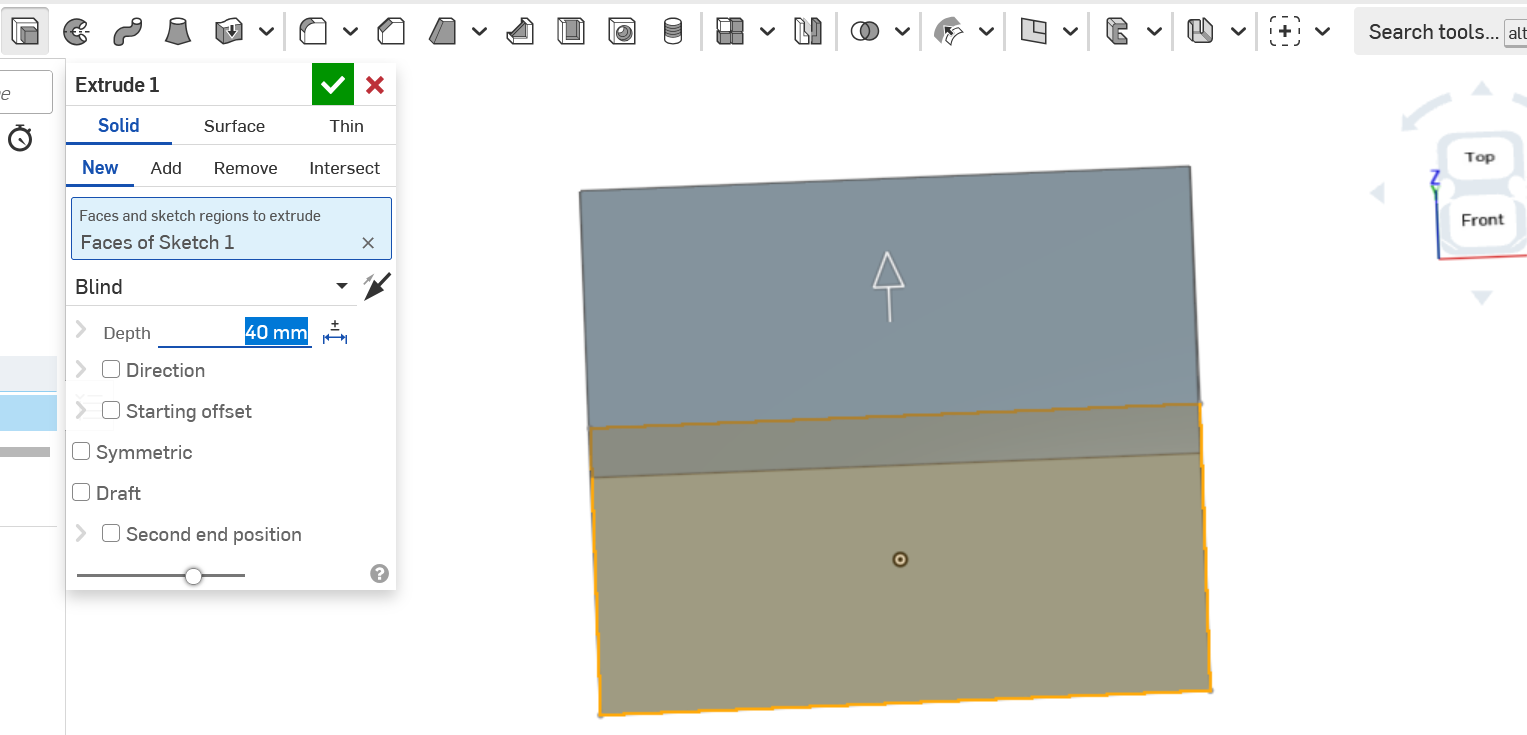 Search tools... alt
e
Extrude 1
Solid Surface Thin
New Add Remove Intersect
Faces and sketch regions to extrude
Faces of Sketch 1
Blind
Depth 40 mm
Direction
Starting offset
Symmetric
Draft
Second end position
Top
Z
Front